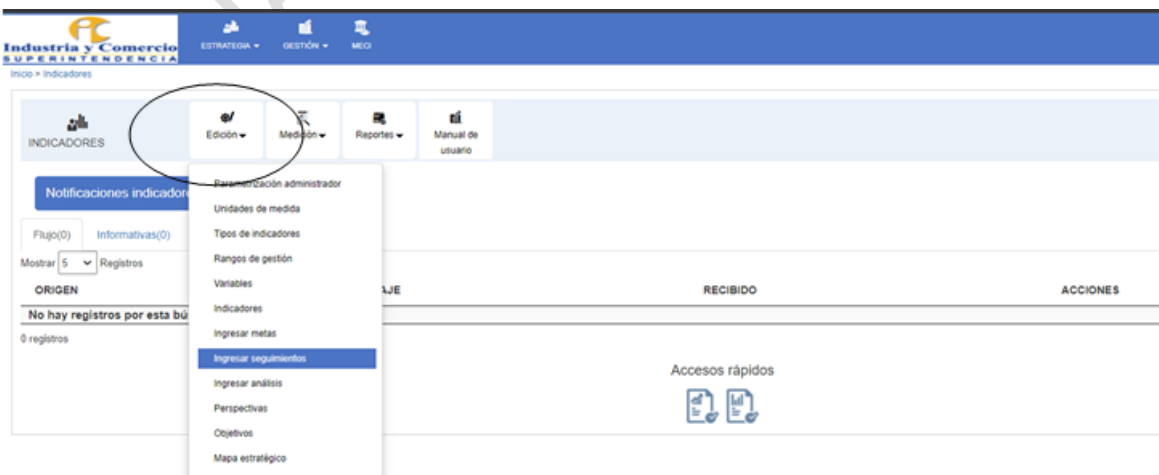 Industria y Comercio
SUPERINTENDENCIA
ESTRATEGIA
GESTIÓN
MECI
Inicio > Indicadores
INDICADORES
Edición
Medición
Reportes
Manual de
usuario
Parametrización administrador
Unidades de medida
Tipos de indicadores
Rangos de gestión
Variables
Indicadores
Ingresar metas
Ingresar seguimientos
Ingresar análisis
Perspectivas
Objetivos
Mapa estratégico
Notificaciones indicadore
Flujo(0) Informativas(0)
Mostrar 5 Registros
ORIGEN AJE RECIBIDO ACCIONES
No hay registros por esta bú
0 registros
Accesos rápidos